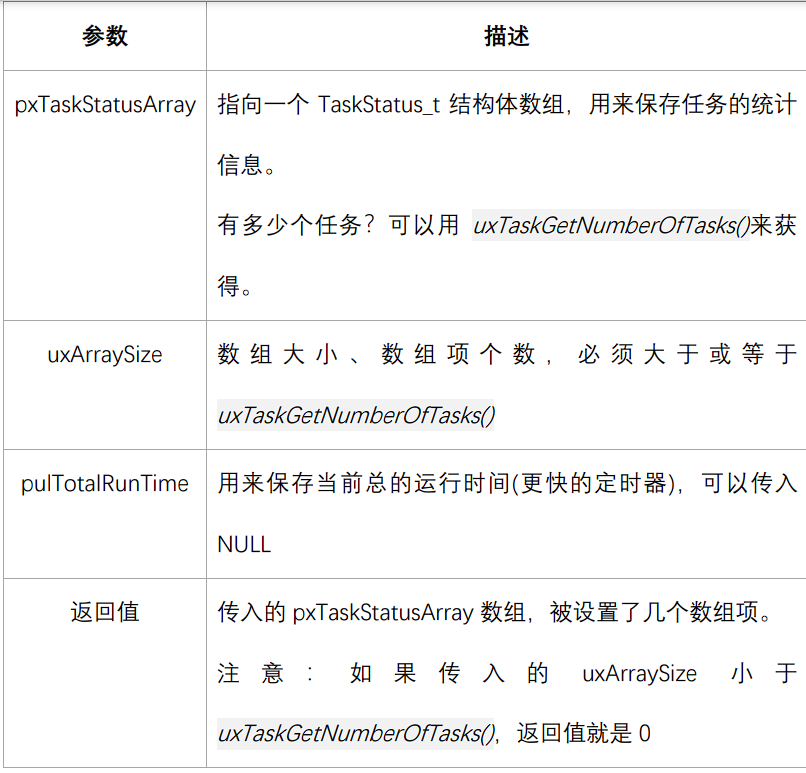 参数 描述
pxTaskStatusArray 指向一个 TaskStatus_t 结构体数组，用来保存任务的统计
信息。
有多少个任务？可以用 uxTaskGetNumberOfTasks()来获
得。
uxArraySize 数组大小、数组项个数，必须大于或等于
uxTaskGetNumberOfTasks()
pulTotalRunTime 用来保存当前总的运行时间(更快的定时器)，可以传入
NULL
返回值 传入的 pxTaskStatusArray 数组，被设置了几个数组项。
注意：如果传入的 uxArraySize 小于
uxTaskGetNumberOfTasks()，返回值就是 0